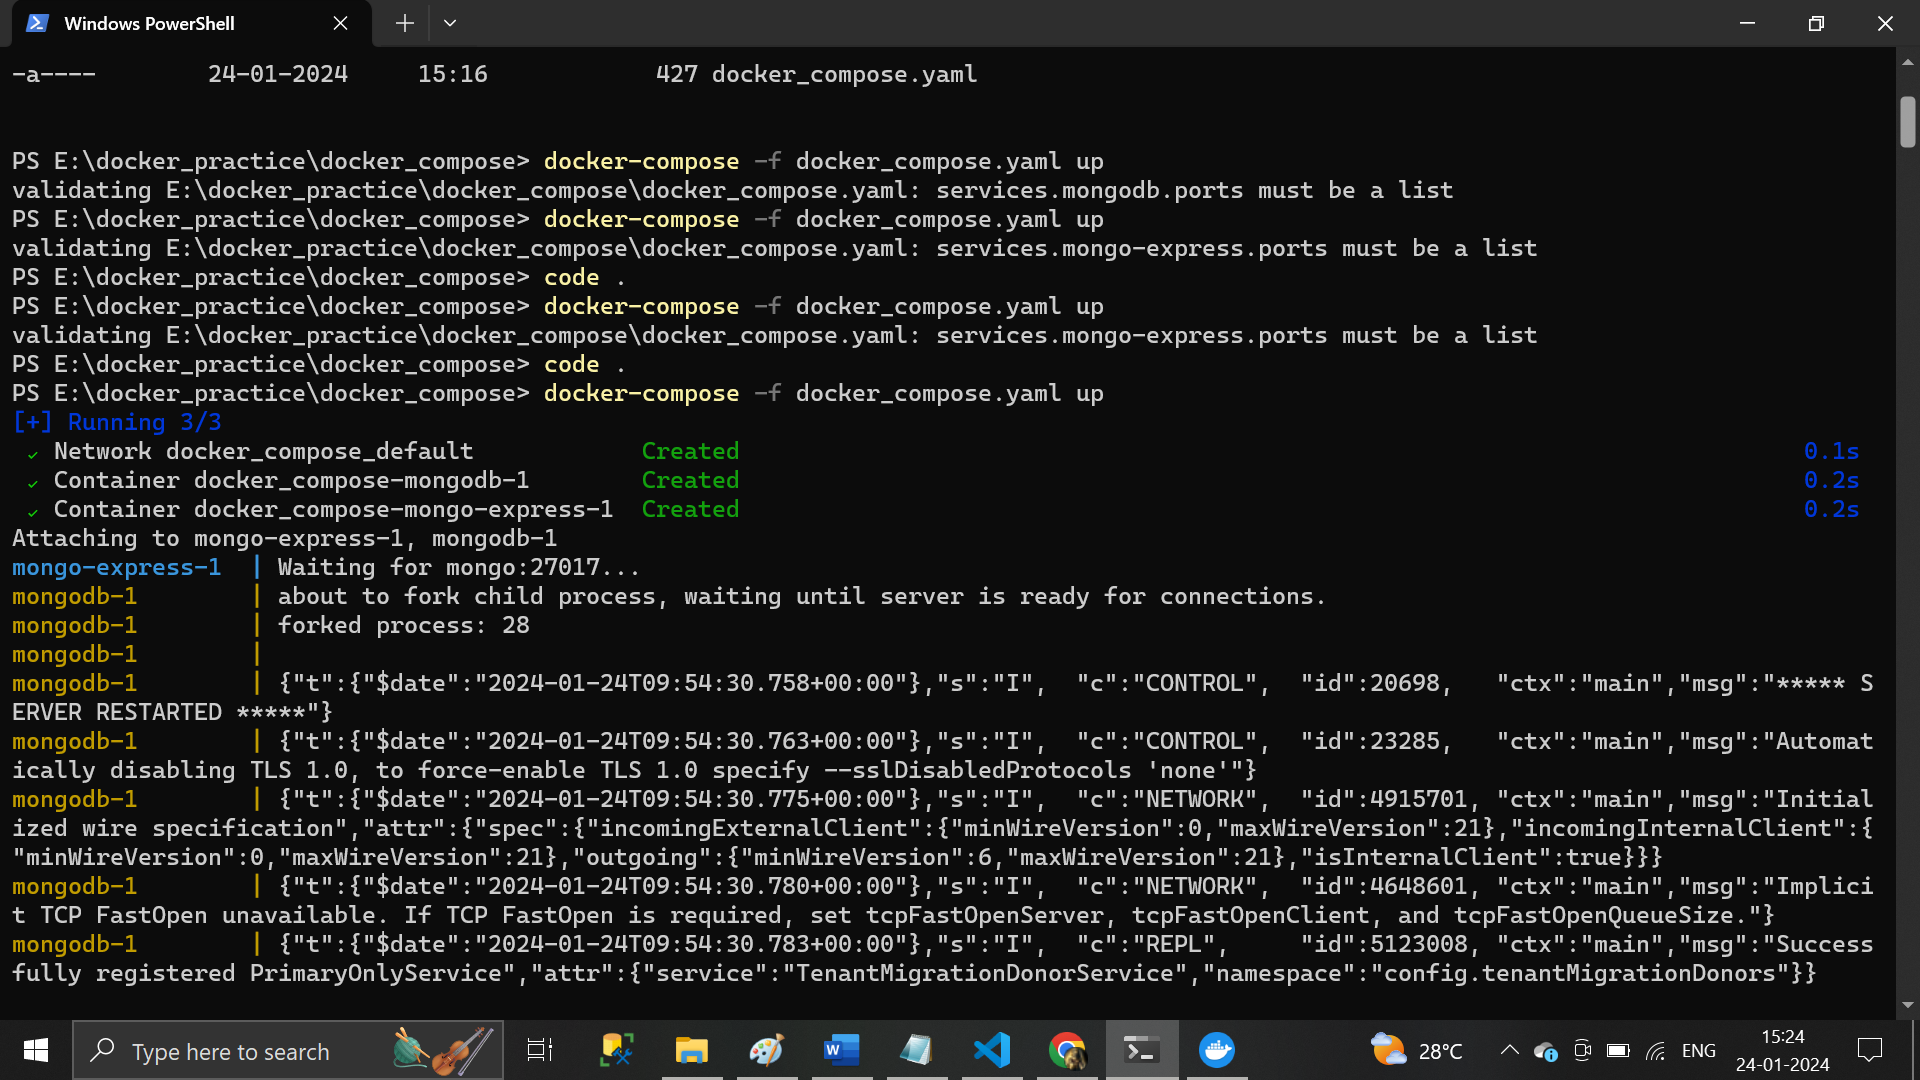 Windows PowerShell
-a----        24-01-2024     15:16            427 docker_compose.yaml
PS E:\docker_practice\docker_compose> docker-compose -f docker_compose.yaml up
validating E:\docker_practice\docker_compose\docker_compose.yaml: services.mongodb.ports must be a list
PS E:\docker_practice\docker_compose> docker-compose -f docker_compose.yaml up
validating E:\docker_practice\docker_compose\docker_compose.yaml: services.mongo-express.ports must be a list
PS E:\docker_practice\docker_compose> code .
PS E:\docker_practice\docker_compose> docker-compose -f docker_compose.yaml up
validating E:\docker_practice\docker_compose\docker_compose.yaml: services.mongo-express.ports must be a list
PS E:\docker_practice\docker_compose> code .
PS E:\docker_practice\docker_compose> docker-compose -f docker_compose.yaml up
[+] Running 3/3
 ✓ Network docker_compose_default            Created 0.1s
 ✓ Container docker_compose-mongodb-1        Created 0.2s
 ✓ Container docker_compose-mongo-express-1  Created 0.2s
Attaching to mongo-express-1, mongodb-1
mongo-express-1  | Waiting for mongo:27017...
mongodb-1        | about to fork child process, waiting until server is ready for connections.
mongodb-1        | forked process: 28
mongodb-1        |
mongodb-1        | {"t":{"$date":"2024-01-24T09:54:30.758+00:00"},"s":"I",  "c":"CONTROL",  "id":20698,   "ctx":"main","msg":"***** S
ERVER RESTARTED *****"}
mongodb-1        | {"t":{"$date":"2024-01-24T09:54:30.763+00:00"},"s":"I",  "c":"CONTROL",  "id":23285,   "ctx":"main","msg":"Automat
ically disabling TLS 1.0, to force-enable TLS 1.0 specify --sslDisabledProtocols 'none'"}
mongodb-1        | {"t":{"$date":"2024-01-24T09:54:30.775+00:00"},"s":"I",  "c":"NETWORK",  "id":4915701, "ctx":"main","msg":"Initial
ized wire specification","attr":{"spec":{"incomingExternalClient":{"minWireVersion":0,"maxWireVersion":21},"incomingInternalClient":{
"minWireVersion":0,"maxWireVersion":21},"outgoing":{"minWireVersion":6,"maxWireVersion":21},"isInternalClient":true}}}
mongodb-1        | {"t":{"$date":"2024-01-24T09:54:30.780+00:00"},"s":"I",  "c":"NETWORK",  "id":4648601, "ctx":"main","msg":"Implici
t TCP FastOpen unavailable. If TCP FastOpen is required, set tcpFastOpenServer, tcpFastOpenClient, and tcpFastOpenQueueSize."}
mongodb-1        | {"t":{"$date":"2024-01-24T09:54:30.783+00:00"},"s":"I",  "c":"REPL",     "id":5123008, "ctx":"main","msg":"Success
fully registered PrimaryOnlyService","attr":{"service":"TenantMigrationDonorService","namespace":"config.tenantMigrationDonors"}}
Type here to search
W
28°C
ENG
15:24
24-01-2024